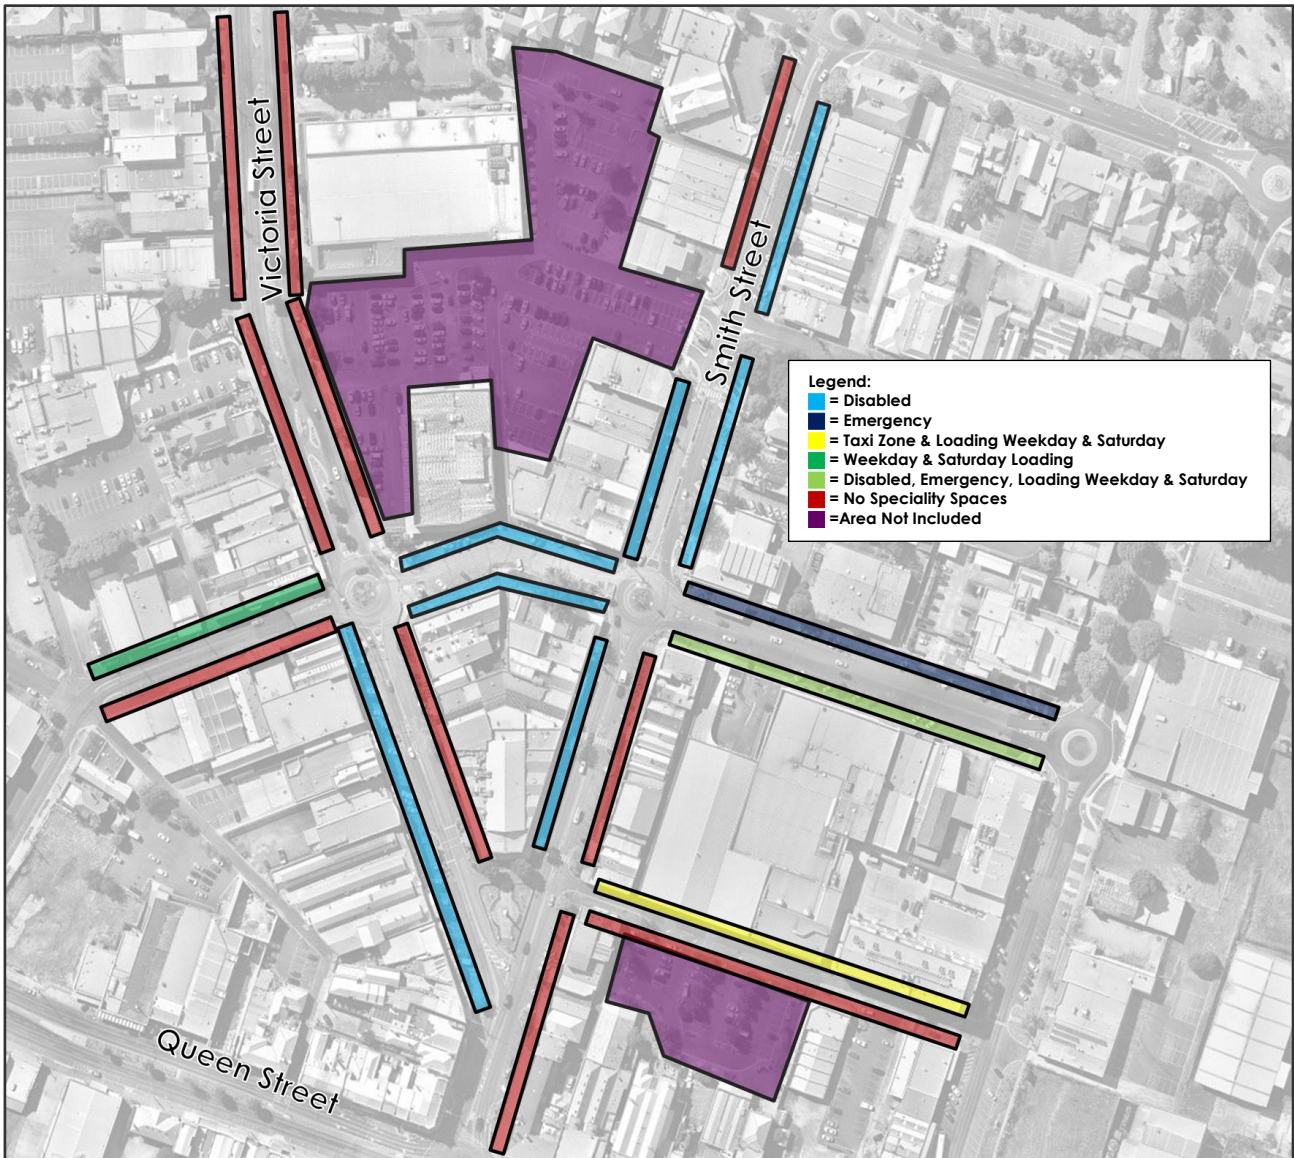 Victoria Street
Smith Street
Legend:
= Disabled
= Emergency
= Taxi Zone & Loading Weekday & Saturday
= Weekday & Saturday Loading
= Disabled, Emergency, Loading Weekday & Saturday
= No Speciality Spaces
=Area Not Included
Queen Street